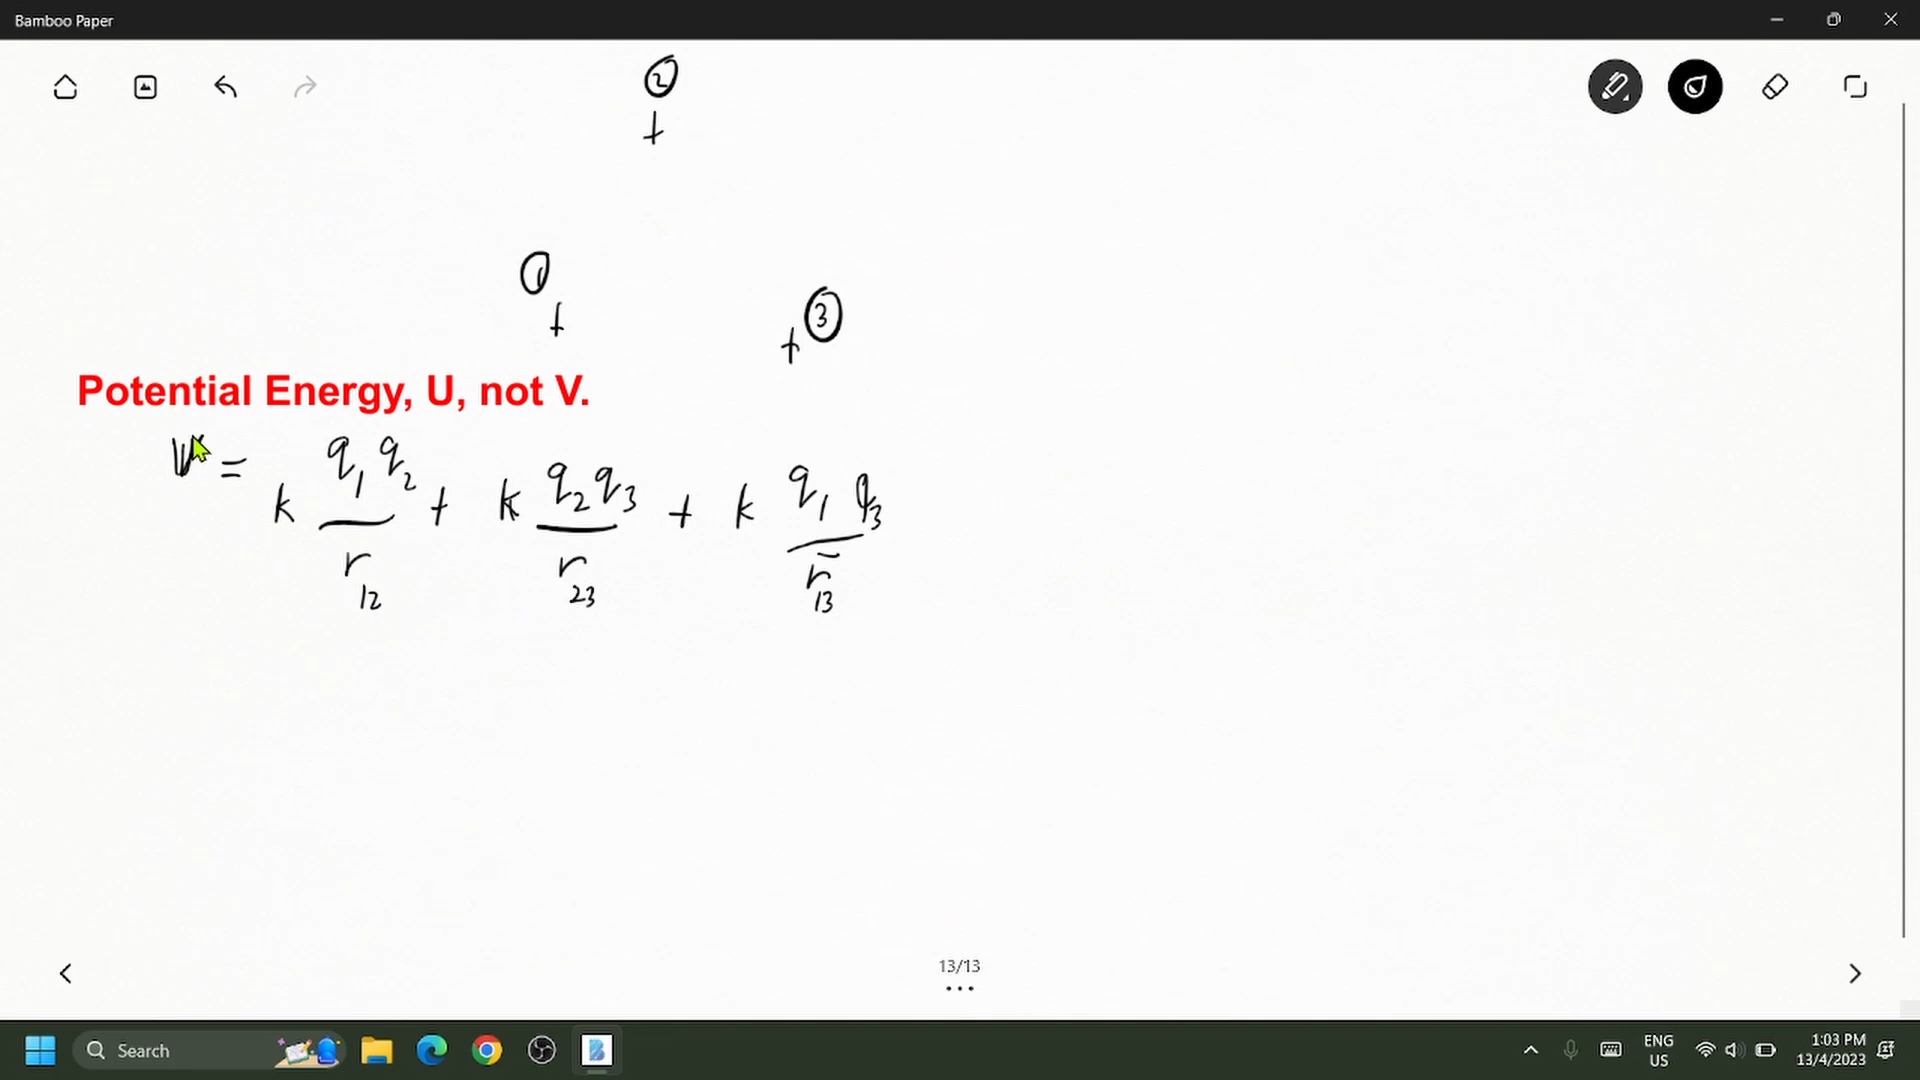 Bamboo Paper
②
+
①
+
③
+
Potential Energy, U, not V.
= k q₁q₂/r₁₂ + k q₂q₃/r₂₃ + k q₁q₃/r₁₃
13/13
Search
ENG
US
1:03 PM
13/4/2023